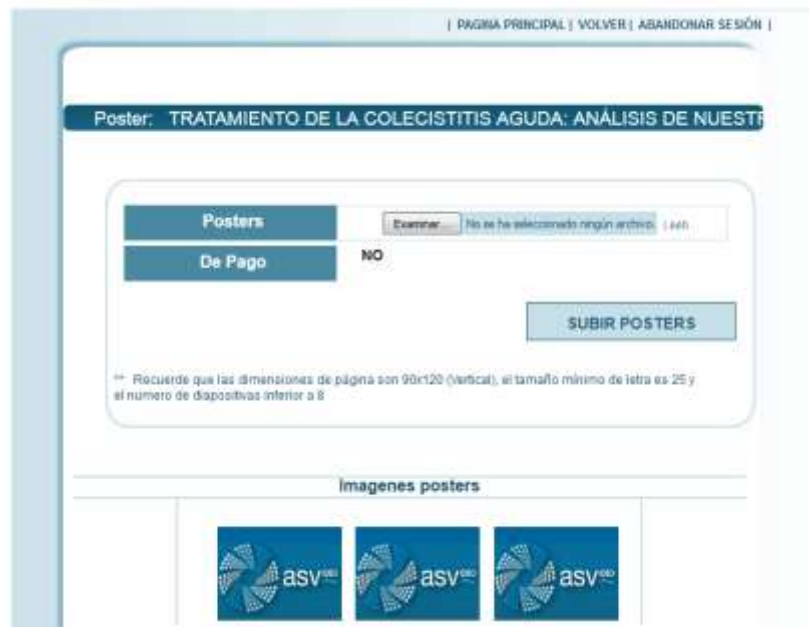 | PAGINA PRINCIPAL | VOLVER | ABANDONAR SESIÓN |
Poster: TRATAMIENTO DE LA COLECISTITIS AGUDA: ANÁLISIS DE NUESTR
Posters
Examinar... No se ha seleccionado ningún archivo.
De Pago
NO
SUBIR POSTERS
** Recuerde que las dimensiones de página son 90x120 (Vertical), el tamaño mínimo de letra es 25 y
el numero de diapositivas inferior a 8
Imagenes posters
asv
asv
asv